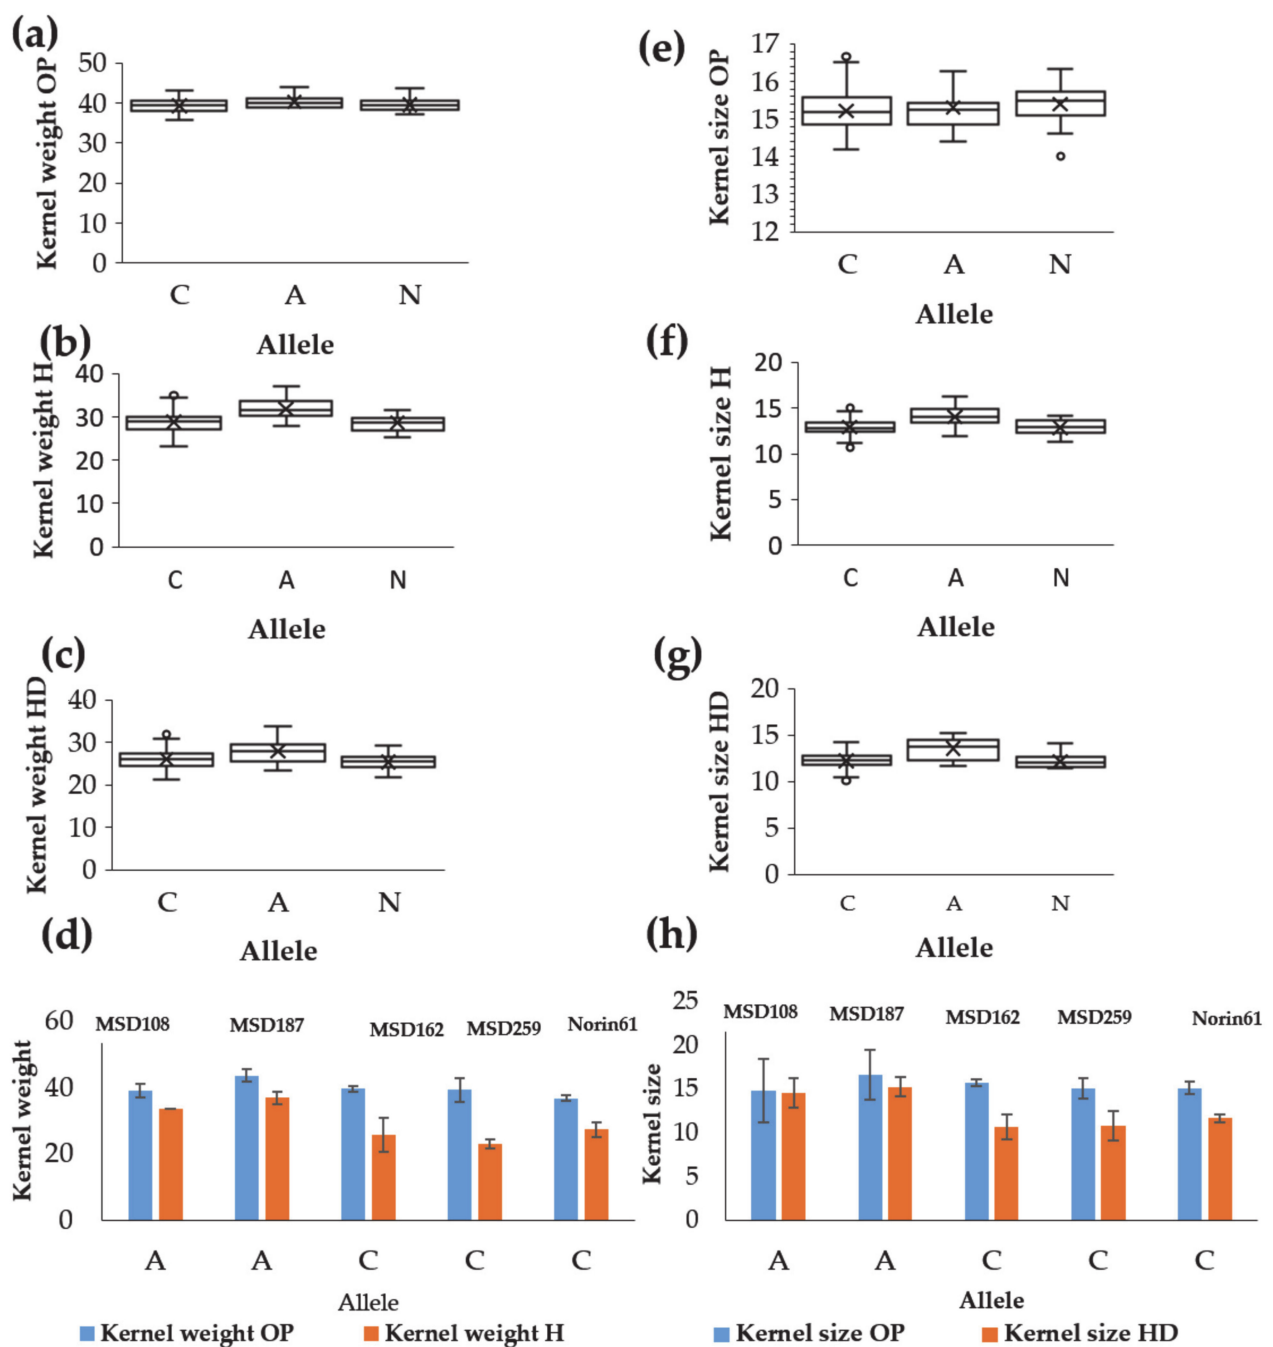 (a)
Kernel weight OP
50
40
30
20
10
0
C A N
Allele
(e)
Kernel size OP
17
16
15
14
13
12
C A N
Allele
(b)
Kernel weight H
40
30
20
10
0
C A N
Allele
(f)
Kernel size H
20
15
10
5
0
C A N
Allele
(c)
Kernel weight HD
40
30
20
10
0
C A N
Allele
(g)
Kernel size HD
20
15
10
5
0
C A N
Allele
(d)
Kernel weight
60
40
20
0
MSD108 MSD187 MSD162 MSD259 Norin61
A A C C C
Allele
Kernel weight OP Kernel weight H
(h)
Kernel size
25
20
15
10
5
0
MSD108 MSD187 MSD162 MSD259 Norin61
A A C C C
Allele
Kernel size OP Kernel size HD